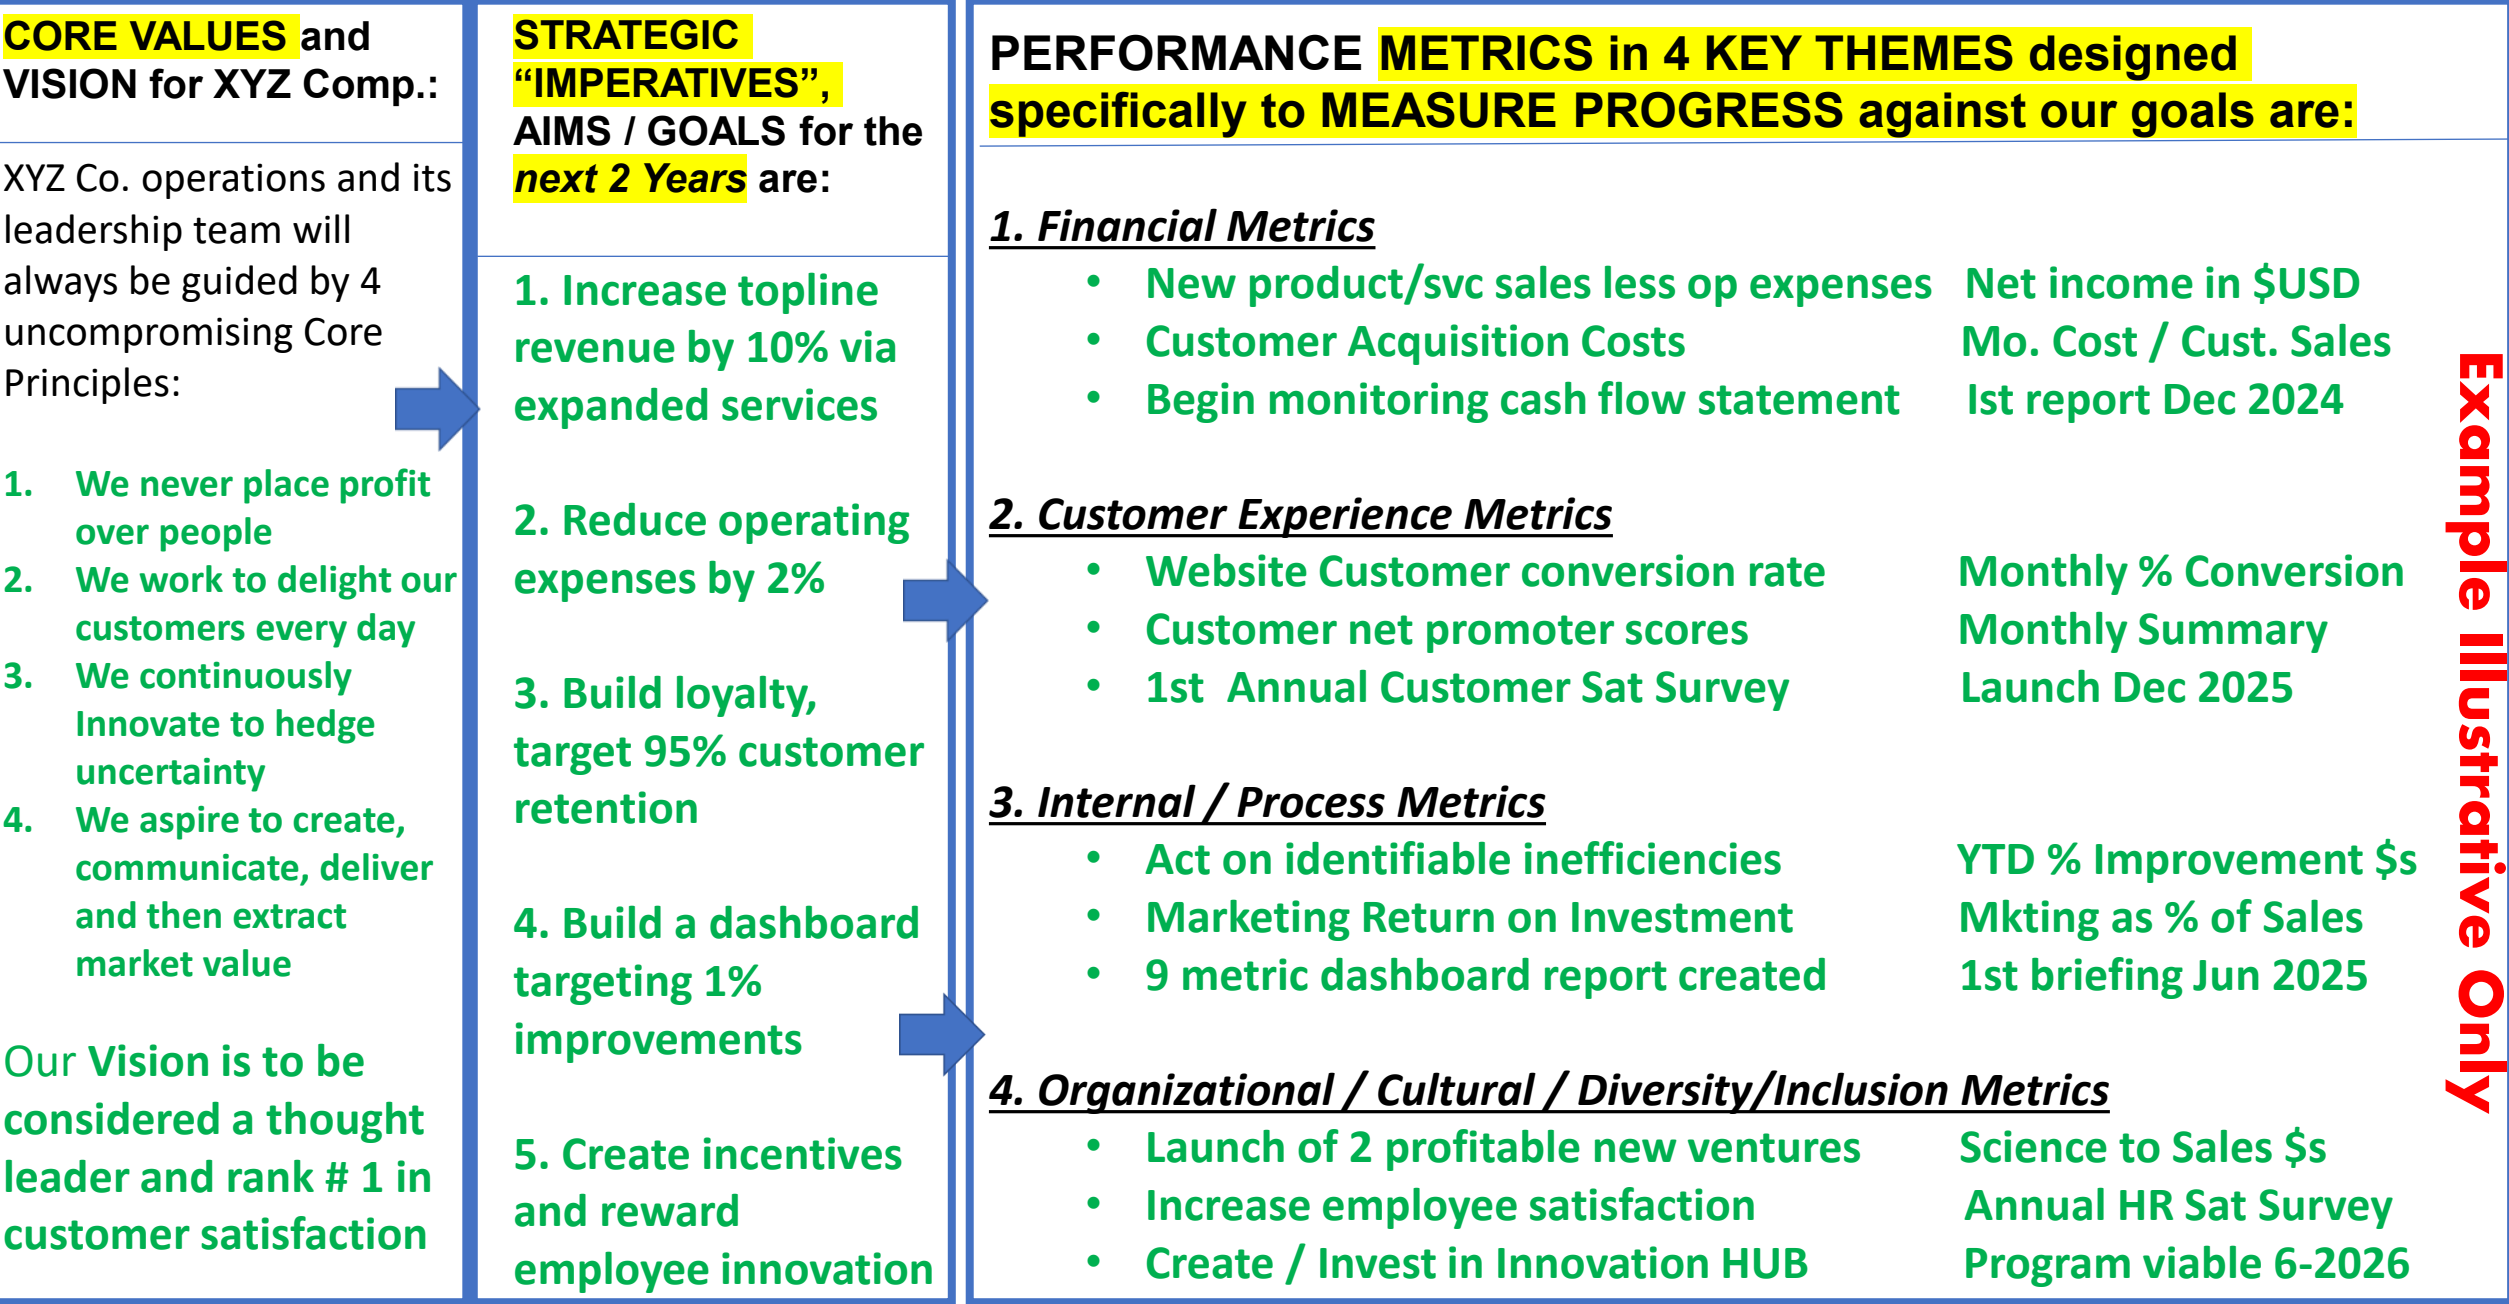 CORE VALUES and
VISION for XYZ Comp.:
XYZ Co. operations and its
leadership team will
always be guided by 4
uncompromising Core
Principles:
1. We never place profit
over people
2. We work to delight our
customers every day
3. We continuously
Innovate to hedge
uncertainty
4. We aspire to create,
communicate, deliver
and then extract
market value
Our Vision is to be
considered a thought
leader and rank # 1 in
customer satisfaction
STRATEGIC
“IMPERATIVES”,
AIMS / GOALS for the
next 2 Years are:
1. Increase topline
revenue by 10% via
expanded services
2. Reduce operating
expenses by 2%
3. Build loyalty,
target 95% customer
retention
4. Build a dashboard
targeting 1%
improvements
5. Create incentives
and reward
employee innovation
PERFORMANCE METRICS in 4 KEY THEMES designed
specifically to MEASURE PROGRESS against our goals are:
1. Financial Metrics
• New product/svc sales less op expenses Net income in $USD
• Customer Acquisition Costs Mo. Cost / Cust. Sales
• Begin monitoring cash flow statement Ist report Dec 2024
2. Customer Experience Metrics
• Website Customer conversion rate Monthly % Conversion
• Customer net promoter scores Monthly Summary
• 1st Annual Customer Sat Survey Launch Dec 2025
3. Internal / Process Metrics
• Act on identifiable inefficiencies YTD % Improvement $s
• Marketing Return on Investment Mkting as % of Sales
• 9 metric dashboard report created 1st briefing Jun 2025
4. Organizational / Cultural / Diversity/Inclusion Metrics
• Launch of 2 profitable new ventures Science to Sales $s
• Increase employee satisfaction Annual HR Sat Survey
• Create / Invest in Innovation HUB Program viable 6-2026
Example Illustrative Only